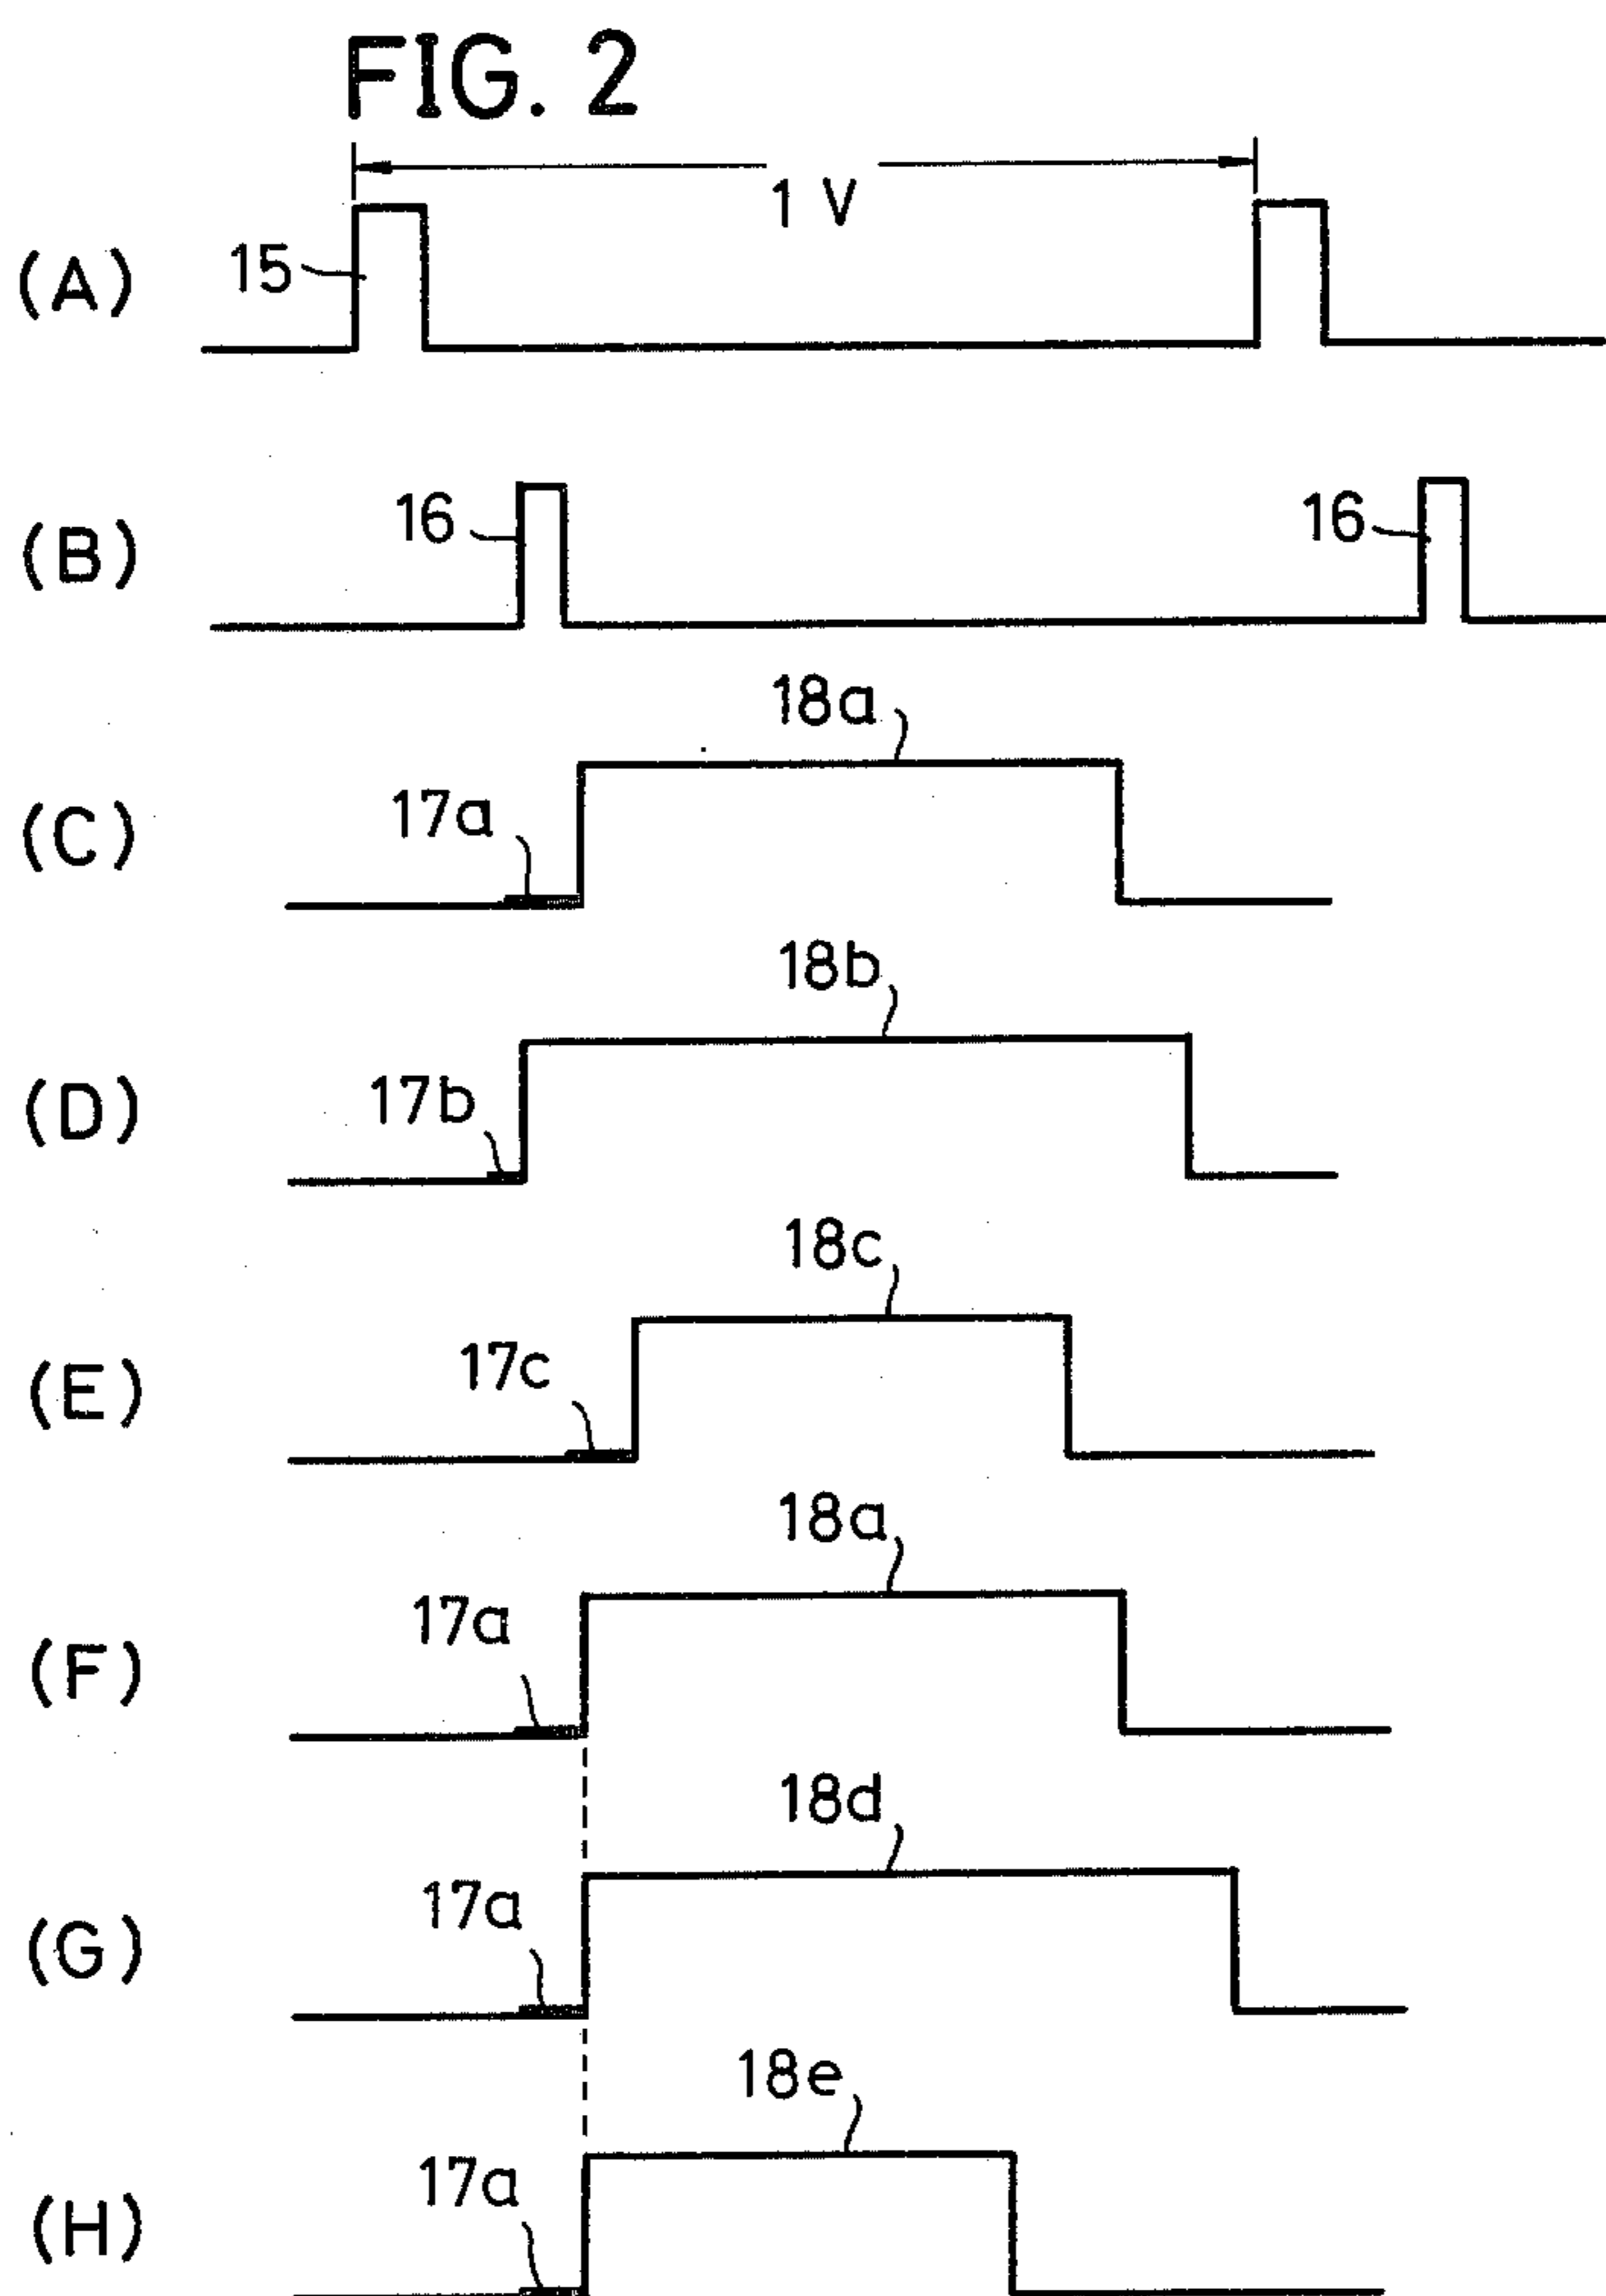 FIG. 2
1 V
(A)
15
(B)
16
16
(C)
18a
17a
(D)
18b
17b
(E)
18c
17c
(F)
18a
17a
(G)
18d
17a
(H)
18e
17a